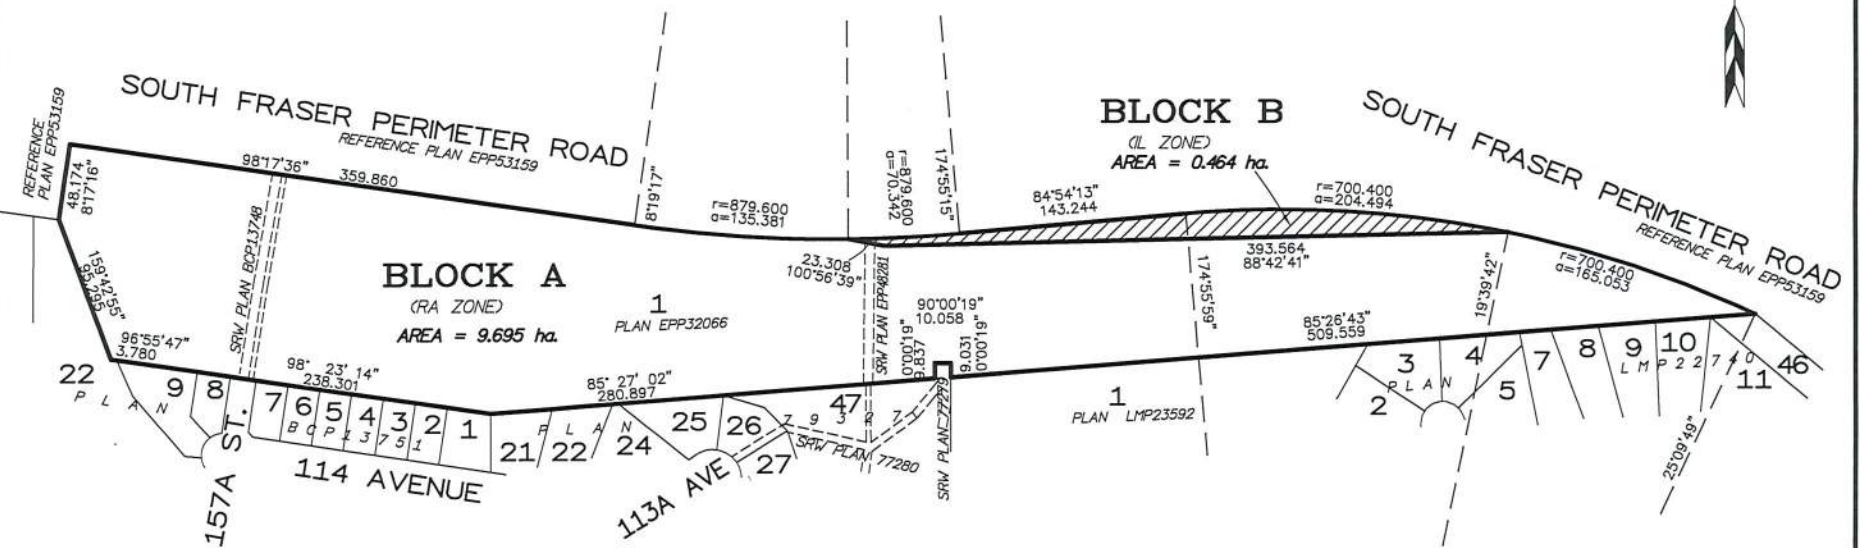 SOUTH FRASER PERIMETER ROAD
REFERENCE PLAN EPP53159
REFERENCE
PLAN EPP53159
48.174
8°17'16"
98°17'36"
359.860
8°19'17"
r=879.600
a=135.381
r=879.600
a=70.342
174°55'15"
BLOCK B
(IL ZONE)
AREA = 0.464 ha.
84°54'13"
143.244
r=700.400
a=204.494
SOUTH FRASER PERIMETER ROAD
REFERENCE PLAN EPP53159
r=700.400
a=165.053
159°42'55"
95.295
SRW PLAN BCP13748
BLOCK A
(RA ZONE)
AREA = 9.695 ha.
1
PLAN EPP32066
23.308
100°56'39"
SRW PLAN EPP48281
393.564
88°42'41"
174°55'59"
19°39'42"
90°00'19"
10.058
0°00'19"
9.837
9.031
0°00'19"
85°26'43"
509.559
96°55'47"
3.780
98° 23' 14"
238.301
85° 27' 02"
280.897
22
PLAN
9
8
7
6
5
4
3
2
1
BCP13751
21
22
PLAN
24
25
26
27
47
79327
SRW PLAN 77280
SRW PLAN 77279
1
PLAN LMP23592
3
4
PLAN
2
5
7
8
9
10
LMP22740
11
46
25°09'49"
157A ST.
114 AVENUE
113A AVE